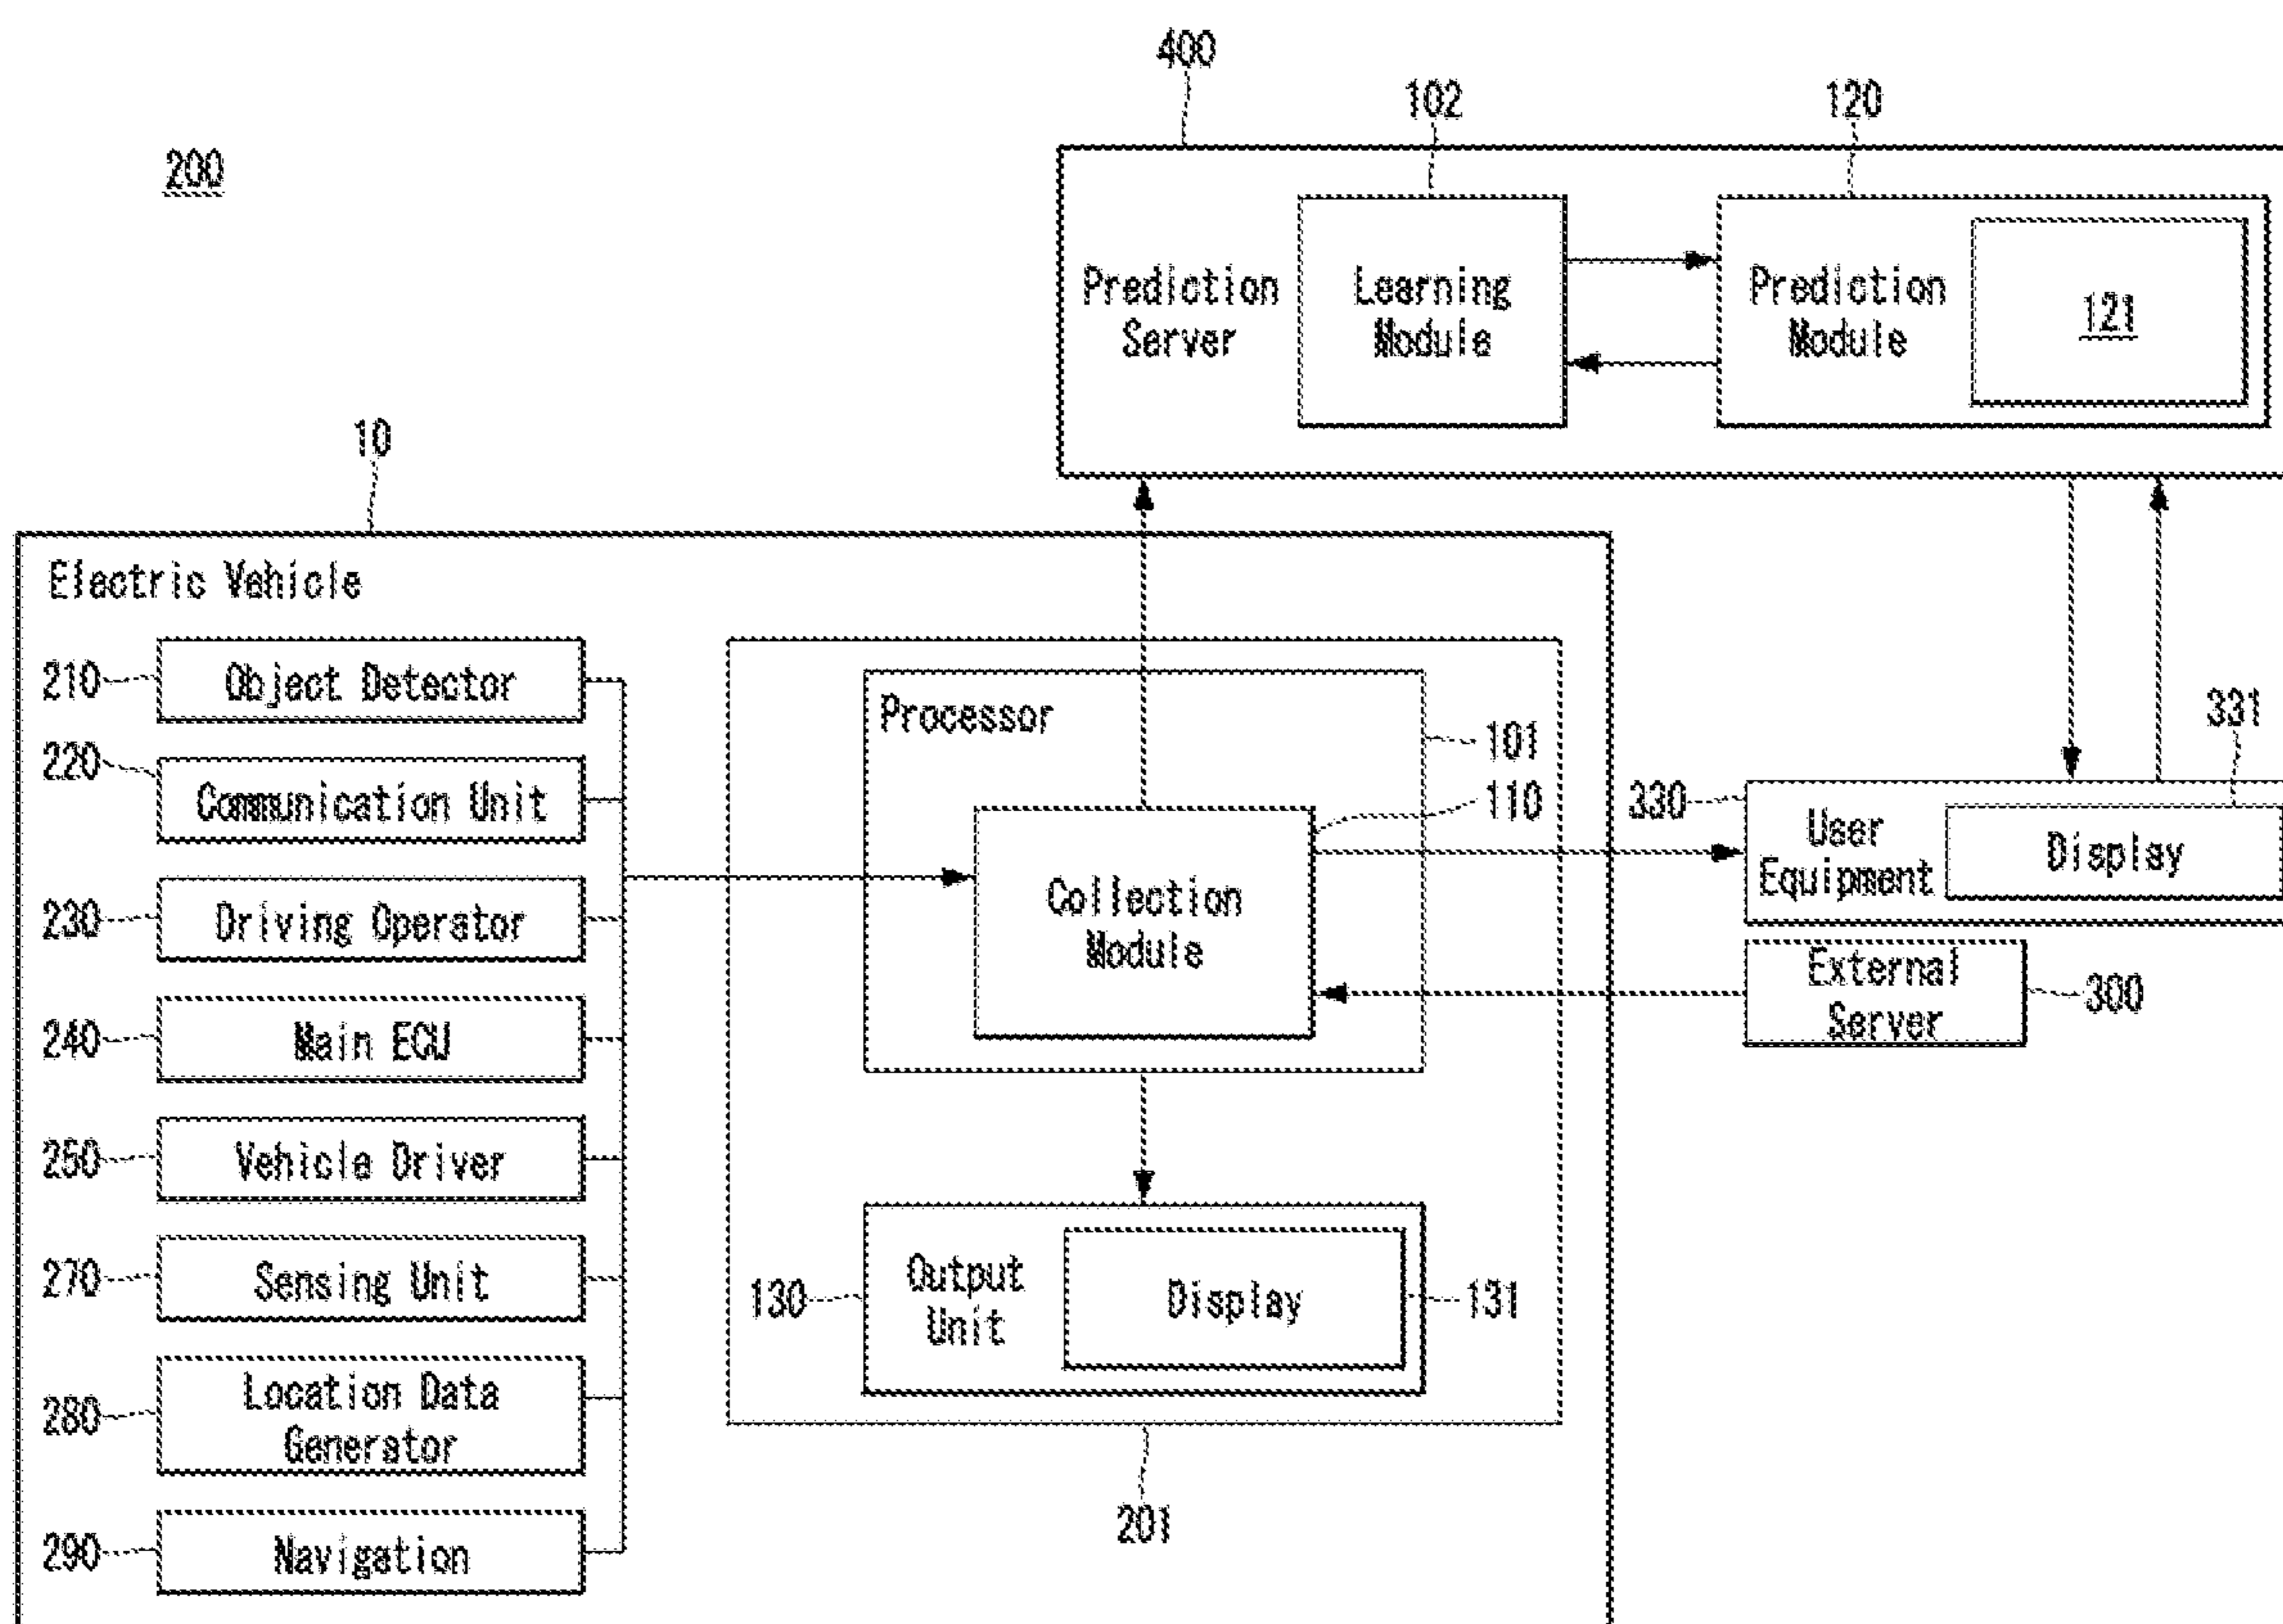 400
102
120
200
Prediction
Server
Learning
Module
Prediction
Module
121
10
Electric Vehicle
210
Object Detector
220
Communication Unit
230
Driving Operator
240
Main ECU
250
Vehicle Driver
270
Sensing Unit
280
Location Data
Generator
290
Navigation
Processor
101
110
Collection
Module
130
Output
Unit
Display
131
201
331
330
User
Equipment
Display
External
Server
300